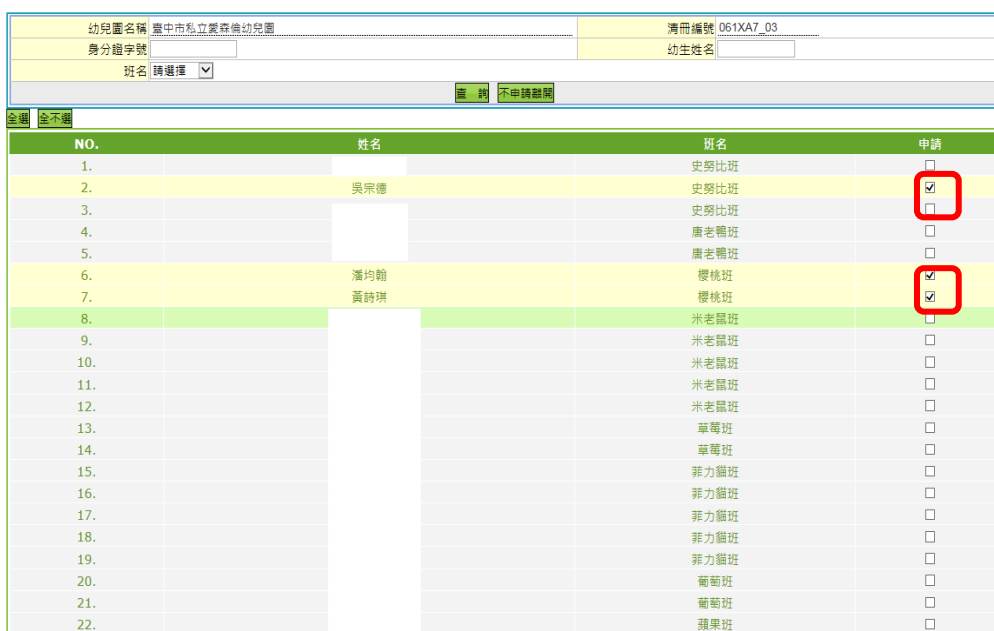 幼兒園名稱 臺中市私立愛森倫幼兒園 清冊編號 061XA7_03
身分證字號 幼生姓名
班名 請選擇
查 詢 不申請離開
全選 全不選
NO. 姓名 班名 申請
1. 史努比班
2. 吳宗德 史努比班
3. 史努比班
4. 唐老鴨班
5. 唐老鴨班
6. 潘均翰 櫻桃班
7. 黃詩琪 櫻桃班
8. 米老鼠班
9. 米老鼠班
10. 米老鼠班
11. 米老鼠班
12. 米老鼠班
13. 草莓班
14. 草莓班
15. 菲力貓班
16. 菲力貓班
17. 菲力貓班
18. 菲力貓班
19. 菲力貓班
20. 葡萄班
21. 葡萄班
22. 蘋果班